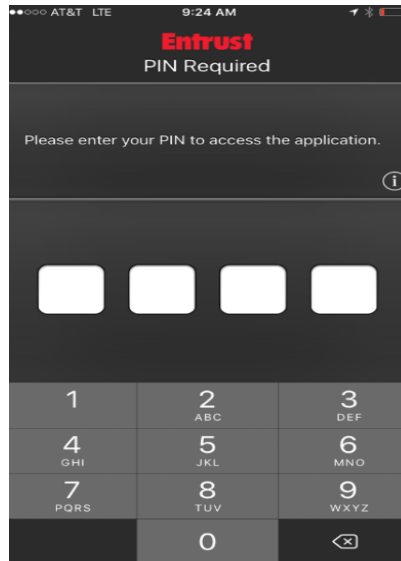 AT&T LTE 9:24 AM
Entrust
PIN Required
Please enter your PIN to access the application.
i
1 2 3
ABC DEF
4 5 6
GHI JKL MNO
7 8 9
PQRS TUV WXYZ
0